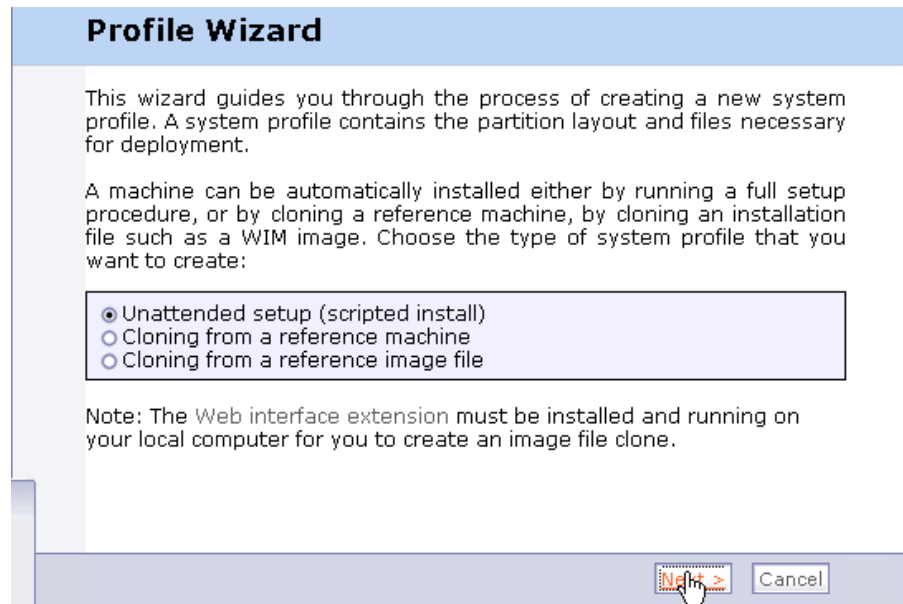 Profile Wizard
This wizard guides you through the process of creating a new system
profile. A system profile contains the partition layout and files necessary
for deployment.
A machine can be automatically installed either by running a full setup
procedure, or by cloning a reference machine, by cloning an installation
file such as a WIM image. Choose the type of system profile that you
want to create:
Unattended setup (scripted install)
Cloning from a reference machine
Cloning from a reference image file
Note: The Web interface extension must be installed and running on
your local computer for you to create an image file clone.
Next >
Cancel